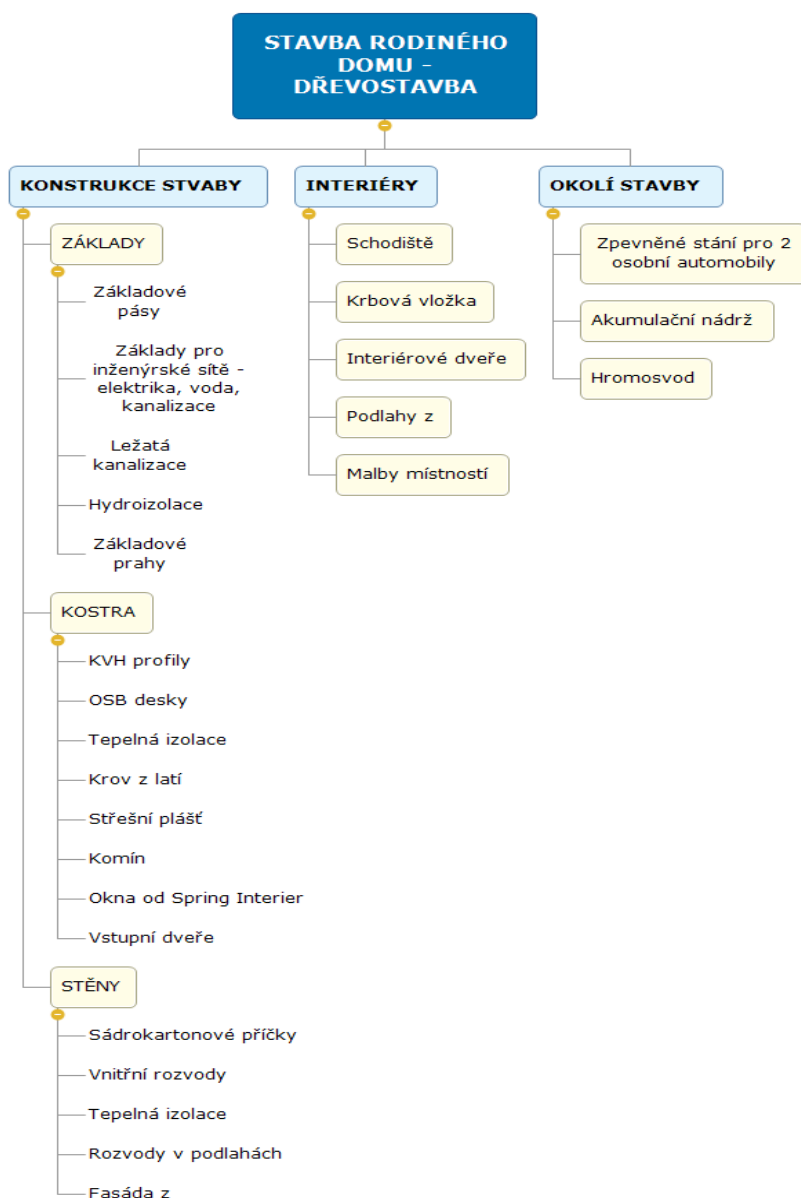 STAVBA RODINÉHO
DOMU -
DŘEVOSTAVBA
KONSTRUKCE STVABY
ZÁKLADY
Základové
pásy
Základy pro
inženýrské sítě -
elektrika, voda,
kanalizace
Ležatá
kanalizace
Hydroizolace
Základové
prahy
KOSTRA
KVH profily
OSB desky
Tepelná izolace
Krov z latí
Střešní plášť
Komín
Okna od Spring Interier
Vstupní dveře
STĚNY
Sádrokartonové příčky
Vnitřní rozvody
Tepelná izolace
Rozvody v podlahách
Fasáda z
INTERIÉRY
Schodiště
Krbová vložka
Interiérové dveře
Podlahy z
Malby místností
OKOLÍ STAVBY
Zpevněné stání pro 2
osobní automobily
Akumulační nádrž
Hromosvod